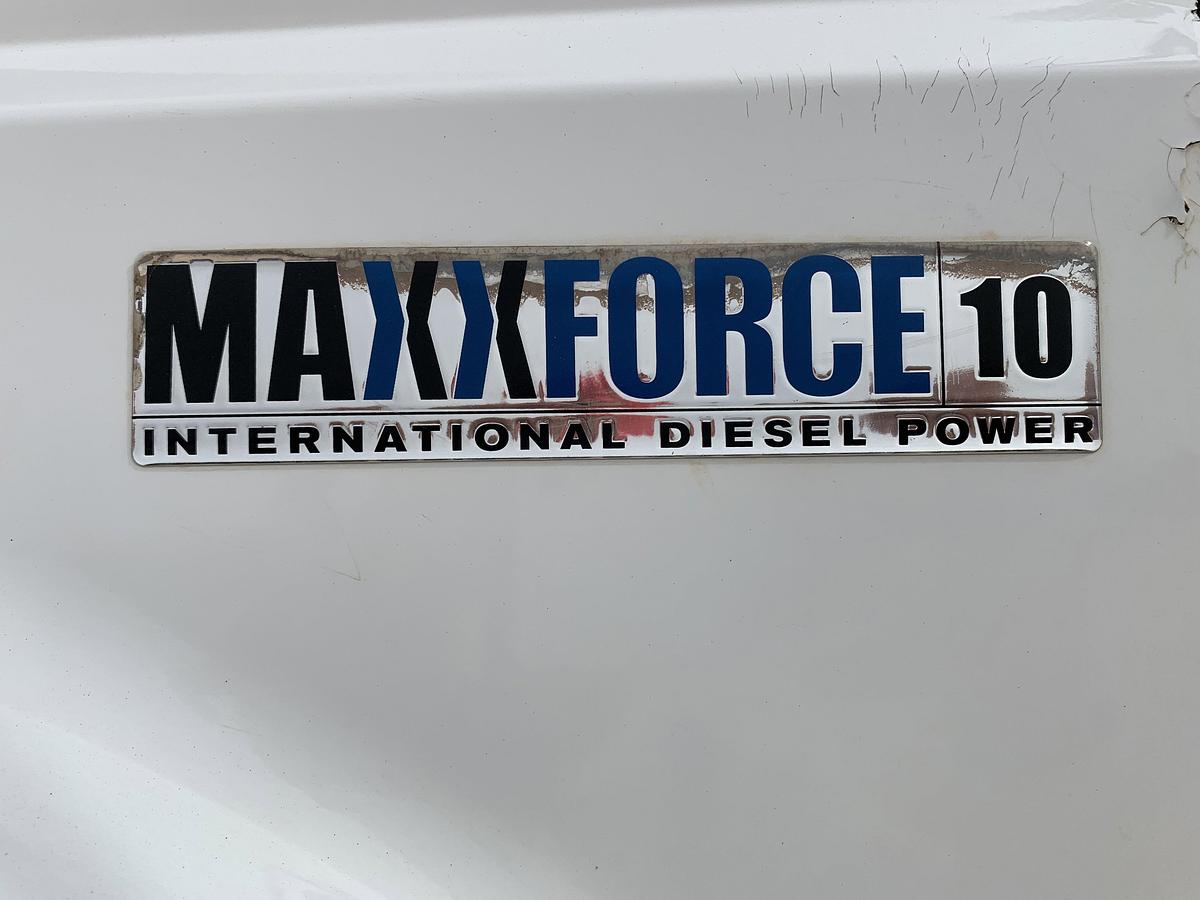 MAXXFORCE 10
INTERNATIONAL DIESEL POWER